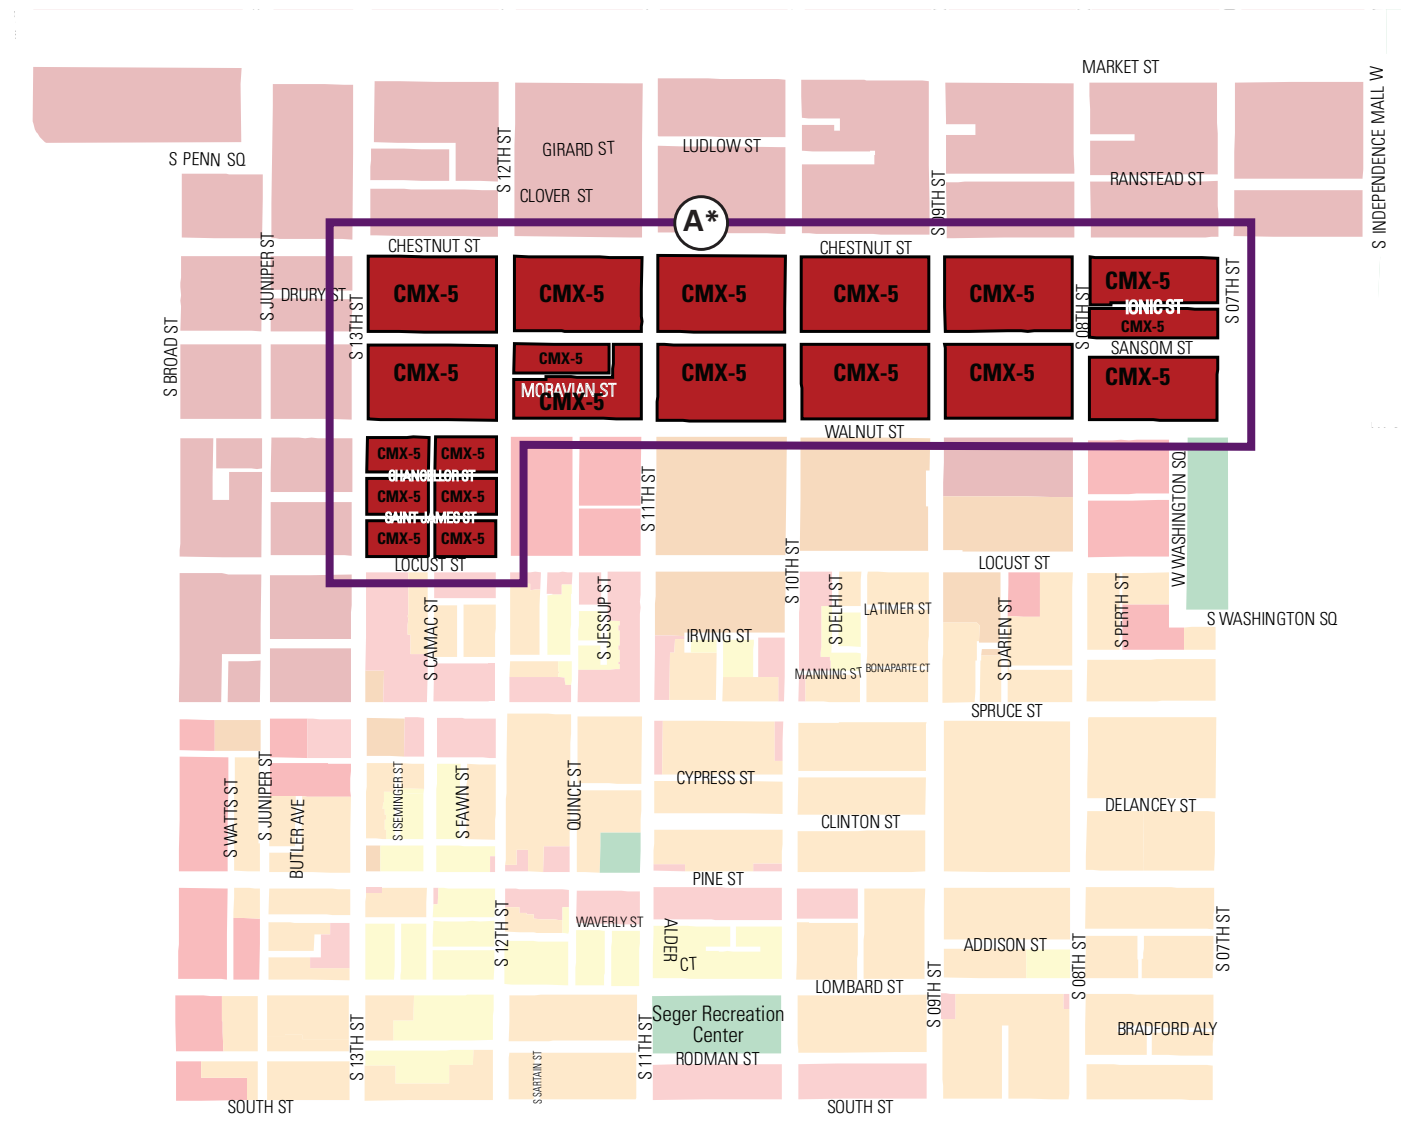 MARKET ST
S INDEPENDENCE MALL W
S PENN SQ
S 12TH ST
GIRARD ST
LUDLOW ST
RANSTEAD ST
CLOVER ST
S 09TH ST
A*
S JUNIPER ST
CHESTNUT ST
CHESTNUT ST
DRURY ST
S 13TH ST
S BROAD ST
CMX-5
CMX-5
CMX-5
CMX-5
CMX-5
CMX-5
IONIC ST
CMX-5
S 08TH ST
S 07TH ST
SANSOM ST
CMX-5
CMX-5
MORAVIAN ST
CMX-5
CMX-5
CMX-5
CMX-5
CMX-5
WALNUT ST
CMX-5
CMX-5
CHANCELLOR ST
CMX-5
CMX-5
SAINT JAMES ST
CMX-5
CMX-5
LOCUST ST
S 11TH ST
S 10TH ST
LOCUST ST
W WASHINGTON SQ
S WASHINGTON SQ
S CAMAC ST
S JESSUP ST
IRVING ST
S DELHI ST
LATIMER ST
MANNING ST
BONAPARTE CT
S DARIEN ST
S PERTH ST
SPRUCE ST
S WATTS ST
S JUNIPER ST
BUTLER AVE
S ISEMINGER ST
S FAWN ST
QUINCE ST
CYPRESS ST
CLINTON ST
DELANCEY ST
PINE ST
S 12TH ST
WAVERLY ST
ALDER
CT
ADDISON ST
S 08TH ST
S 07TH ST
LOMBARD ST
S 09TH ST
S 13TH ST
S 11TH ST
Seger Recreation
Center
BRADFORD ALY
RODMAN ST
S SARTAIN ST
SOUTH ST
SOUTH ST